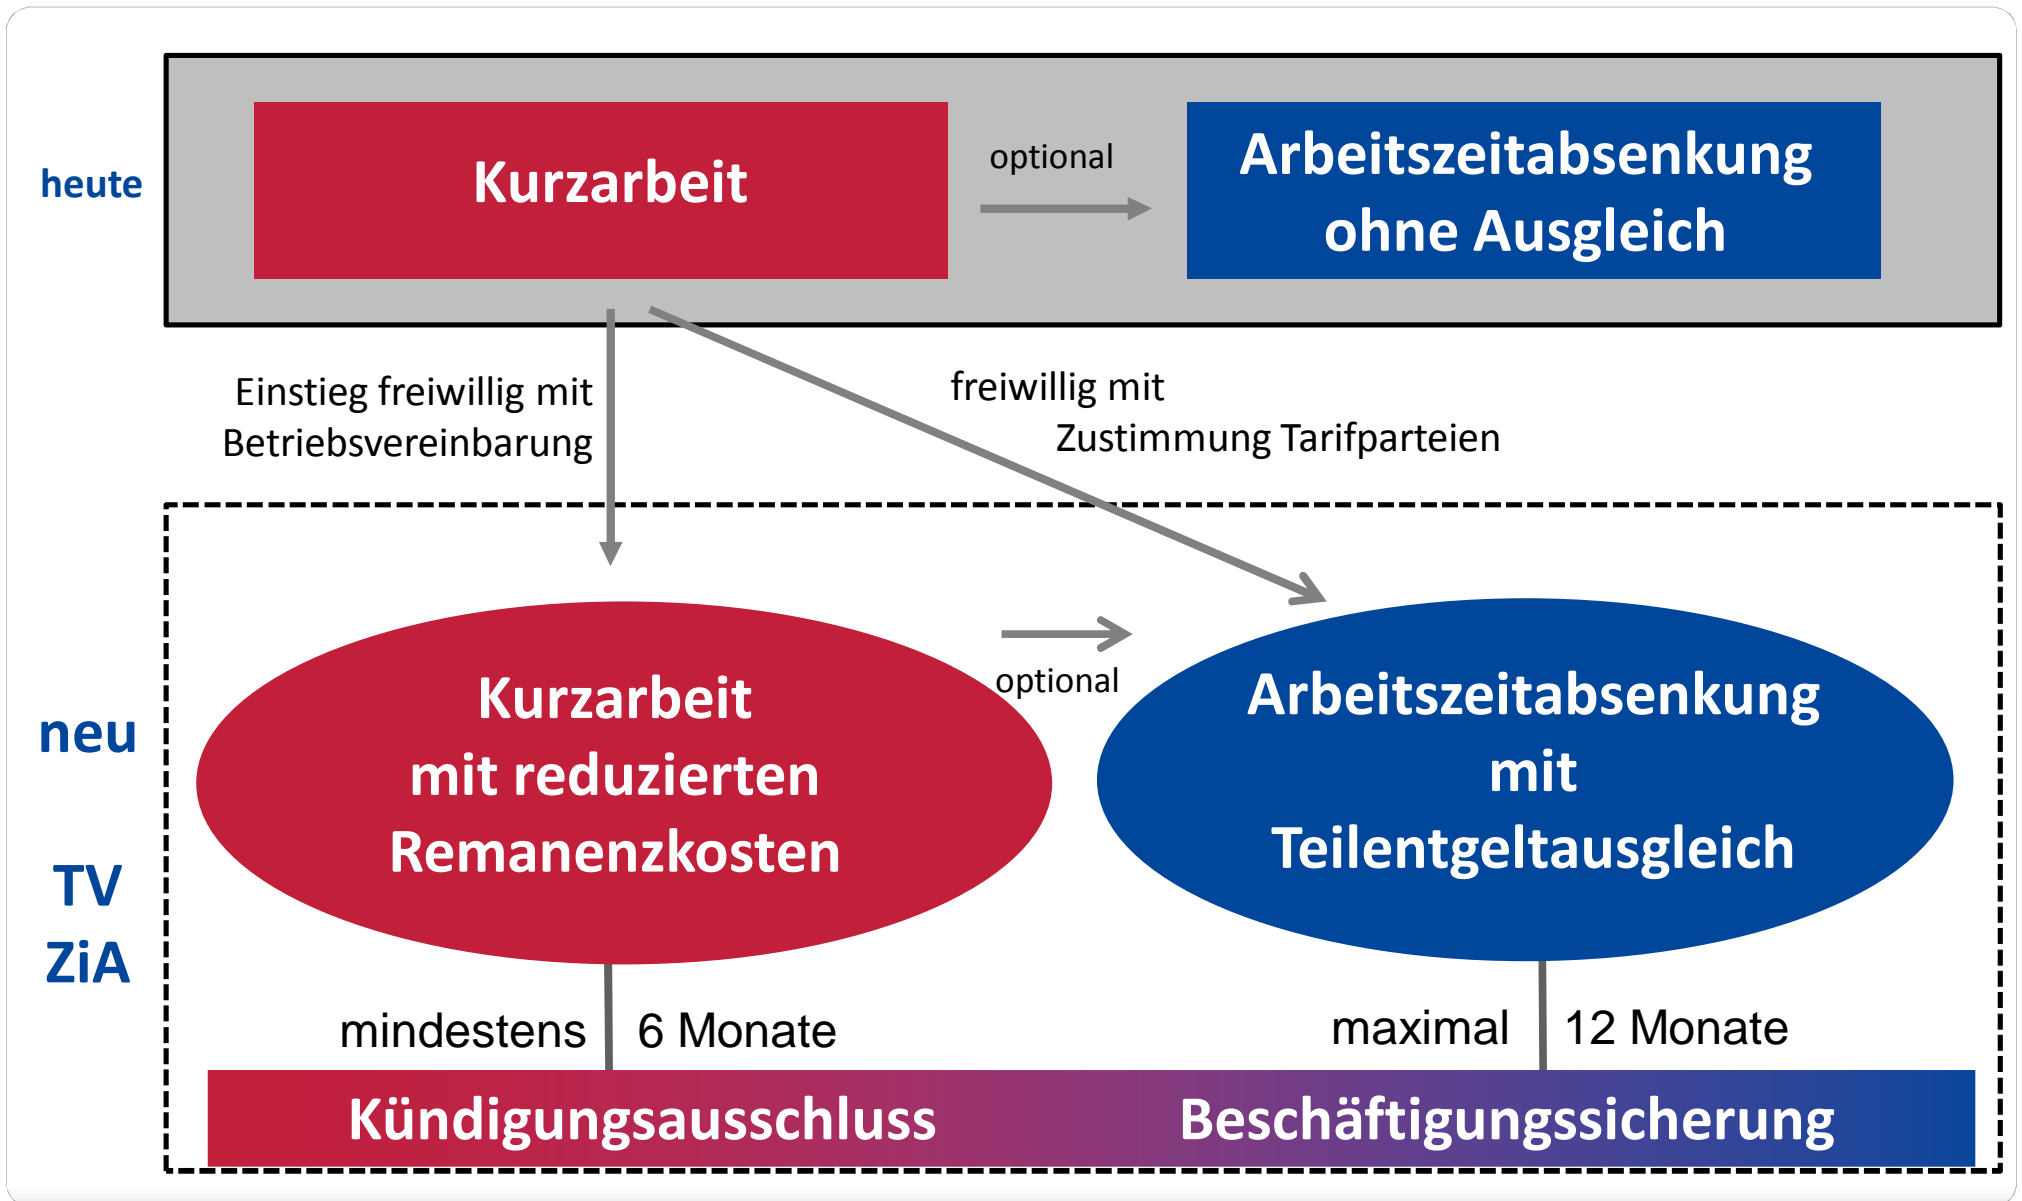 heute
Kurzarbeit
optional
Arbeitszeitabsenkung
ohne Ausgleich
Einstieg freiwillig mit
Betriebsvereinbarung
freiwillig mit
Zustimmung Tarifparteien
neu
TV
ZiA
Kurzarbeit
mit reduzierten
Remanenzkosten
optional
Arbeitszeitabsenkung
mit
Teilentgeltausgleich
mindestens 6 Monate
maximal 12 Monate
Kündigungsausschluss Beschäftigungssicherung